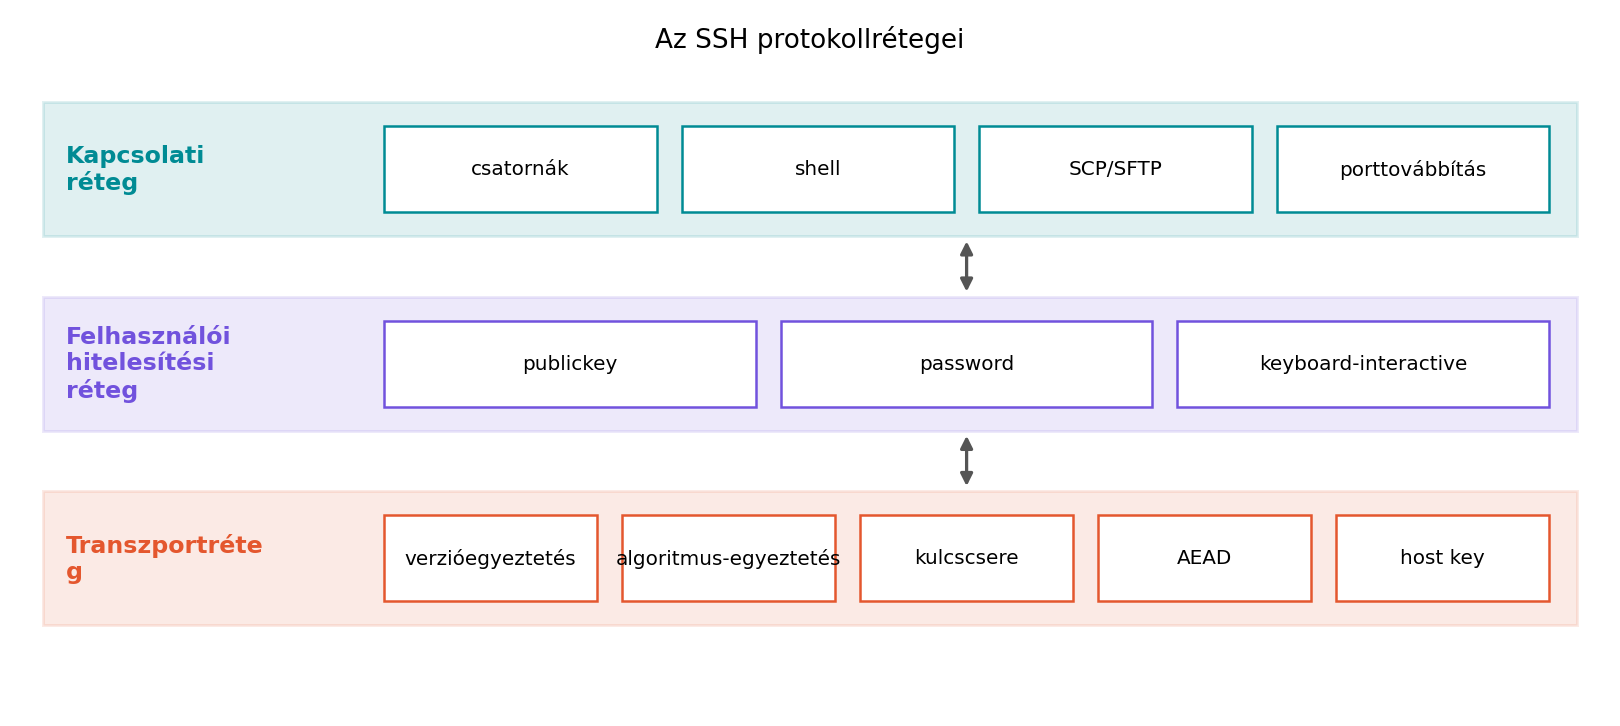 Az SSH protokollrétegei
Kapcsolati
réteg
csatornák
shell
SCP/SFTP
porttovábbítás
Felhasználói
hitelesítési
réteg
publickey
password
keyboard-interactive
Transzportréte
g
verzióegyeztetés
algoritmus-egyeztetés
kulcscsere
AEAD
host key